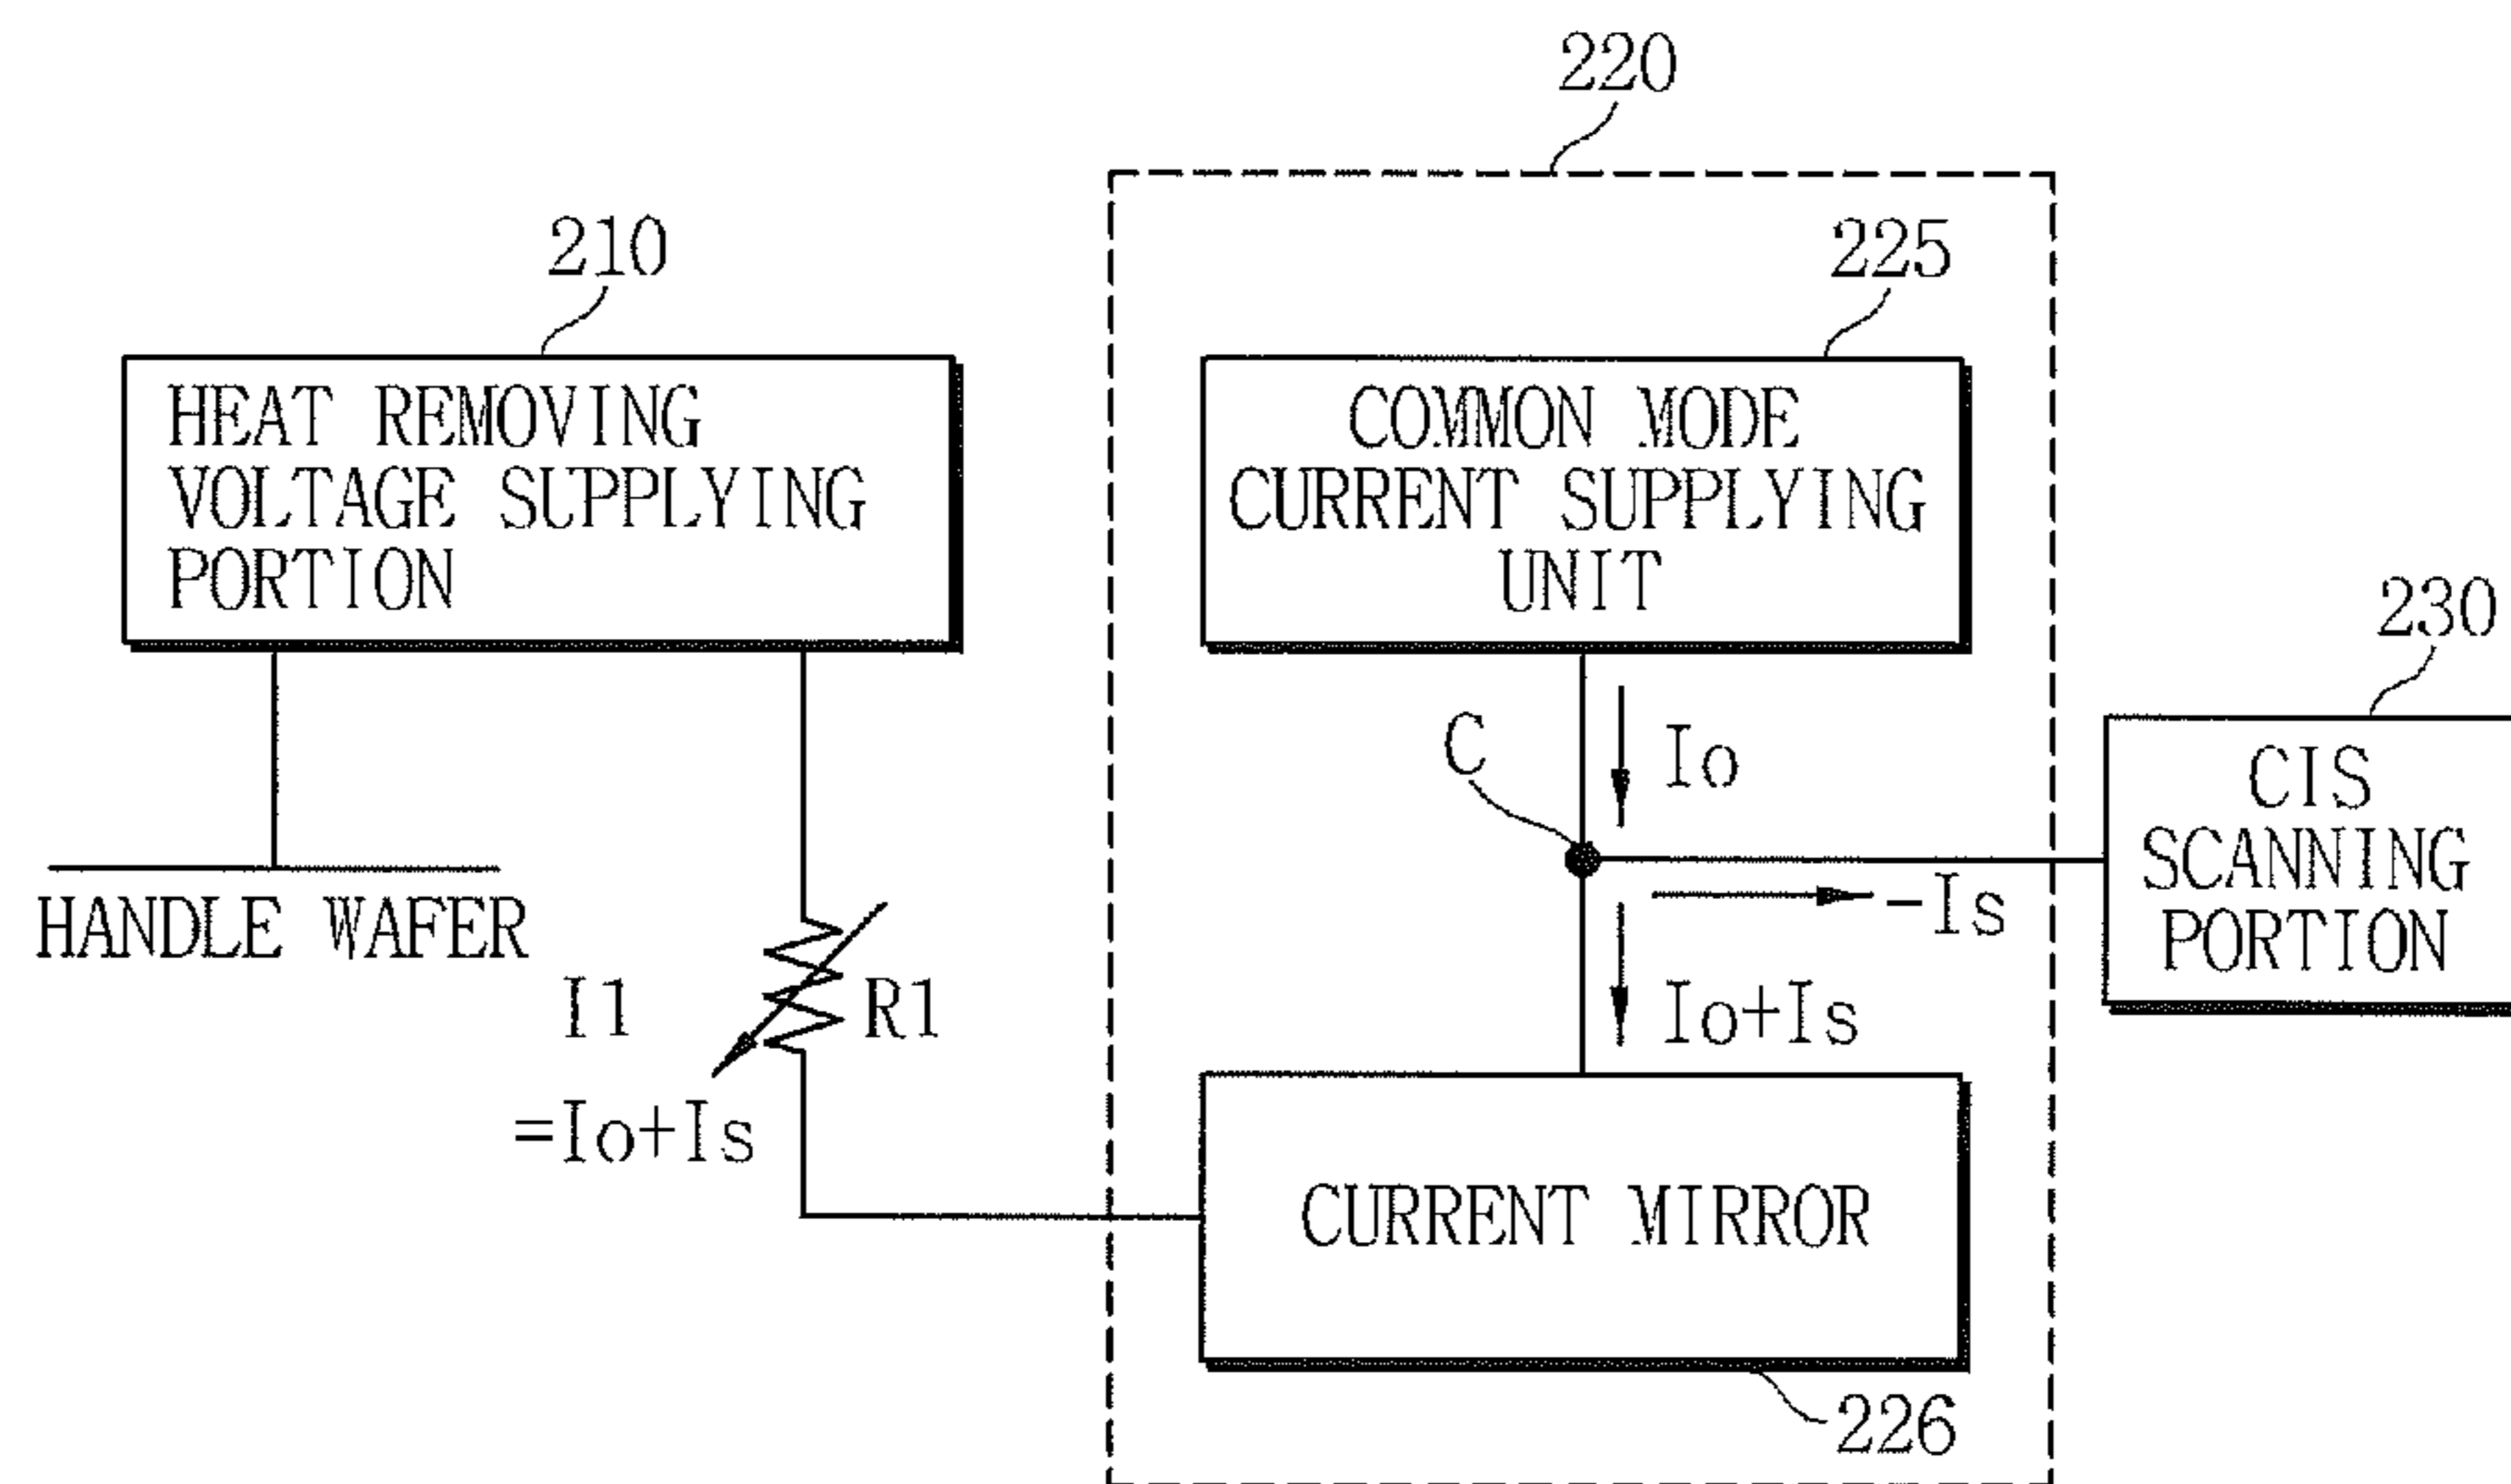 220
210
225
HEAT REMOVING
VOLTAGE SUPPLYING
PORTION
COMMON MODE
CURRENT SUPPLYING
UNIT
230
C
Io
CIS
SCANNING
PORTION
-Is
HANDLE WAFER
I1
=Io+Is
R1
Io+Is
CURRENT MIRROR
226